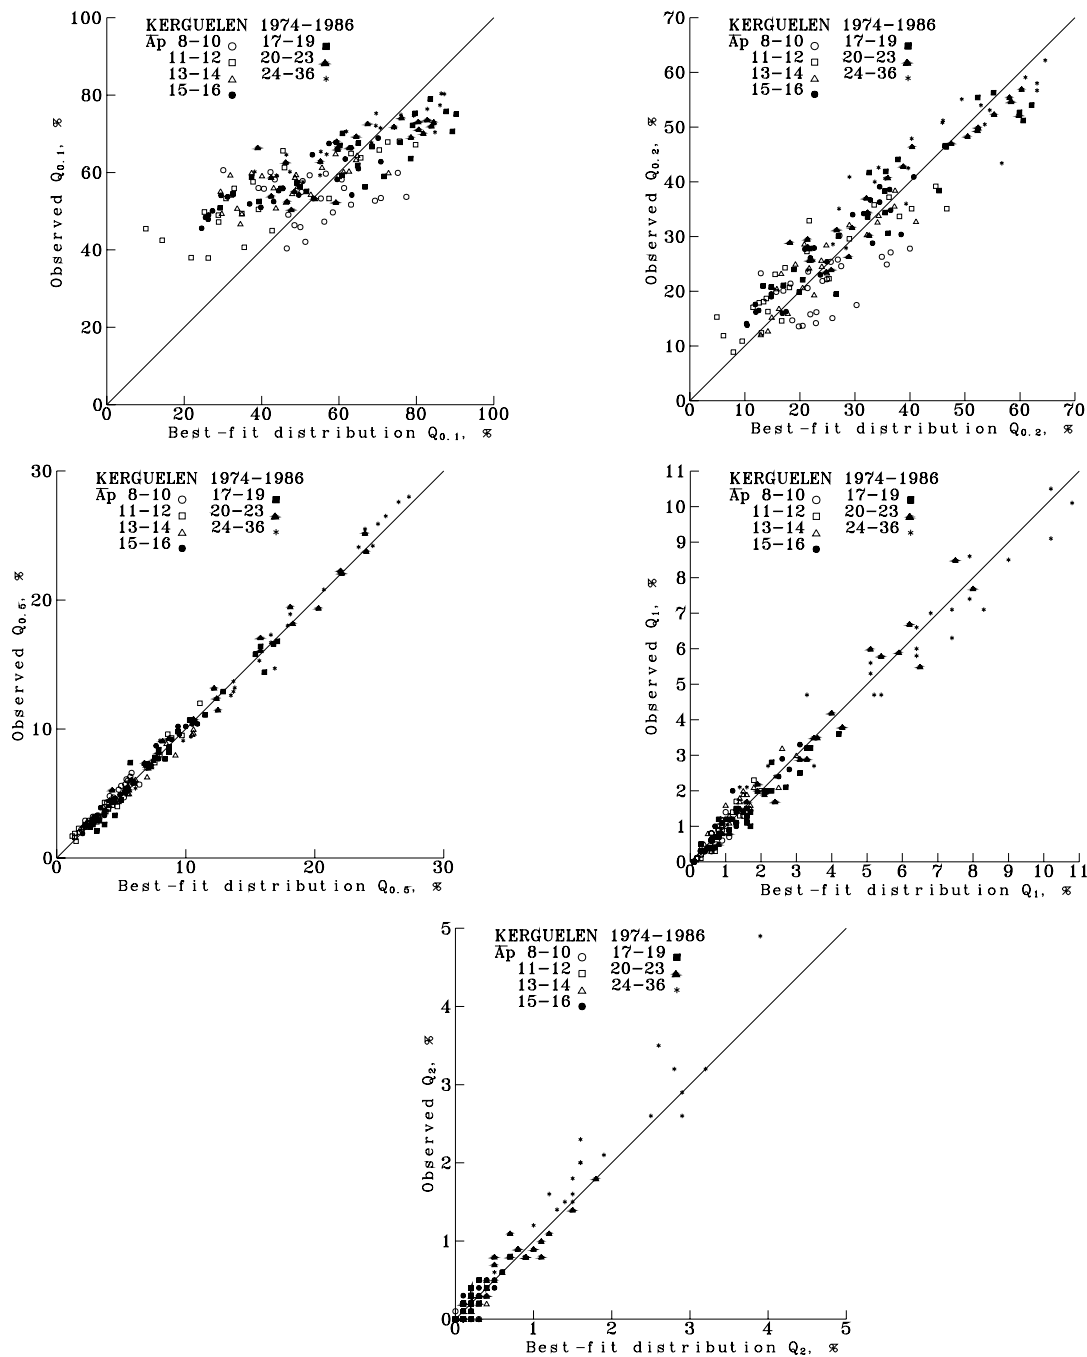 KERGUELEN 1974-1986
A̅p 8-10 17-19
11-12 20-23
13-14 24-36
15-16
100
80
60
40
20
0
0 20 40 60 80 100
Observed Q0.1, %
Best-fit distribution Q0.1, %
KERGUELEN 1974-1986
A̅p 8-10 17-19
11-12 20-23
13-14 24-36
15-16
70
60
50
40
30
20
10
0
0 10 20 30 40 50 60 70
Observed Q0.2, %
Best-fit distribution Q0.2, %
KERGUELEN 1974-1986
A̅p 8-10 17-19
11-12 20-23
13-14 24-36
15-16
30
20
10
0
0 10 20 30
Observed Q0.5, %
Best-fit distribution Q0.5, %
KERGUELEN 1974-1986
A̅p 8-10 17-19
11-12 20-23
13-14 24-36
15-16
11
10
9
8
7
6
5
4
3
2
1
0
0 1 2 3 4 5 6 7 8 9 10 11
Observed Q1, %
Best-fit distribution Q1, %
KERGUELEN 1974-1986
A̅p 8-10 17-19
11-12 20-23
13-14 24-36
15-16
5
4
3
2
1
0
0 1 2 3 4 5
Observed Q2, %
Best-fit distribution Q2, %